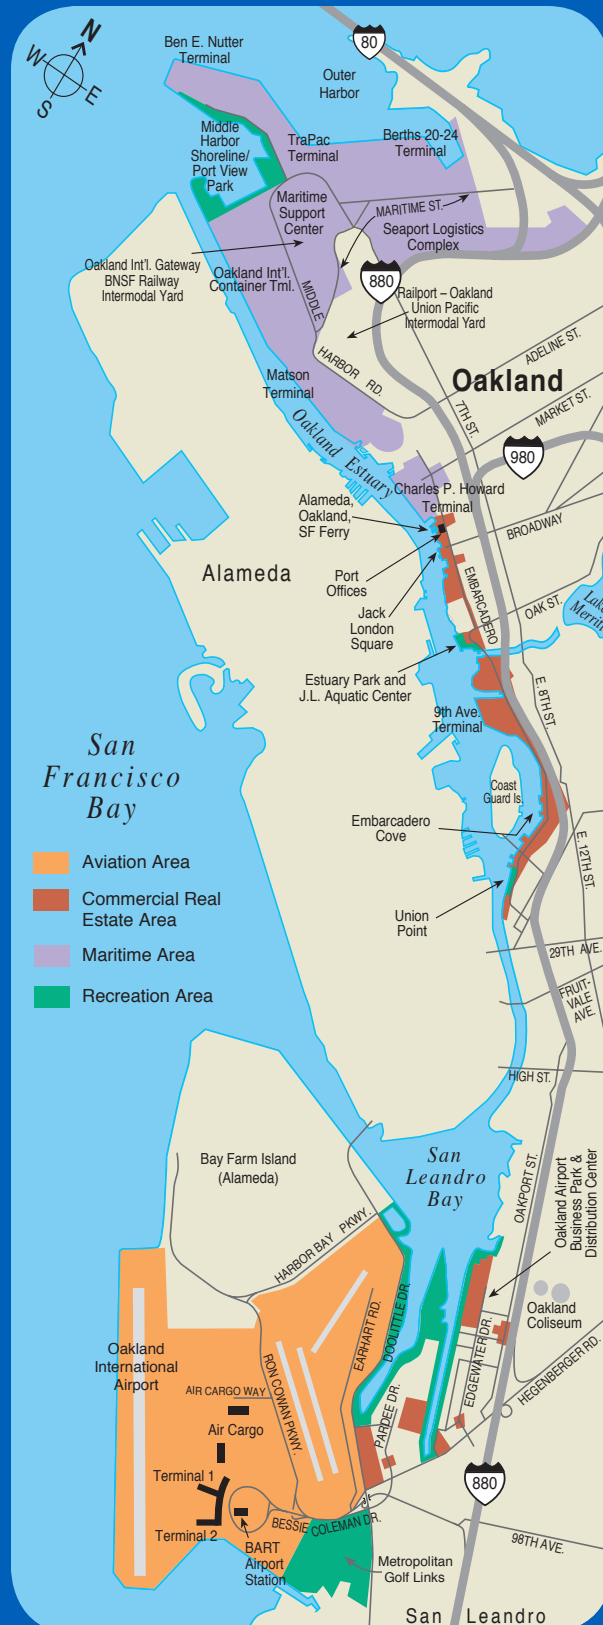 N
W
E
S
Ben E. Nutter
Terminal
80
Outer
Harbor
Middle
Harbor
Shoreline/
Port View
Park
TraPac
Terminal
Berths 20-24
Terminal
Maritime
Support
Center
MARITIME ST.
Seaport Logistics
Complex
Oakland Int'l. Gateway
BNSF Railway
Intermodal Yard
Oakland Int'l.
Container Tml.
MIDDLE
HARBOR RD.
880
Railport – Oakland
Union Pacific
Intermodal Yard
ADELINE ST.
Matson
Terminal
Oakland
7TH ST.
MARKET ST.
Oakland Estuary
980
Charles P. Howard
Terminal
Alameda,
Oakland,
SF Ferry
BROADWAY
Alameda
Port
Offices
EMBARCADERO
OAK ST.
Lake
Merritt
Jack
London
Square
Estuary Park and
J.L. Aquatic Center
E. 8TH ST.
9th Ave.
Terminal
San
Francisco
Bay
Coast
Guard Is.
Embarcadero
Cove
E. 12TH ST.
Aviation Area
Commercial Real
Estate Area
Maritime Area
Recreation Area
Union
Point
29TH AVE.
FRUIT-
VALE
AVE.
HIGH ST.
Bay Farm Island
(Alameda)
San
Leandro
Bay
OAKPORT ST.
Oakland Airport
Business Park &
Distribution Center
HARBOR BAY PKWY.
Oakland
Coliseum
Oakland
International
Airport
EARHART RD.
DOOLITTLE DR.
EDGEWATER DR.
HEGENBERGER RD.
RON COWAN PKWY.
AIR CARGO WAY
PARDEE DR.
Air Cargo
Terminal 1
880
Terminal 2
BESSIE COLEMAN DR.
BART
Airport
Station
Metropolitan
Golf Links
98TH AVE.
San Leandro